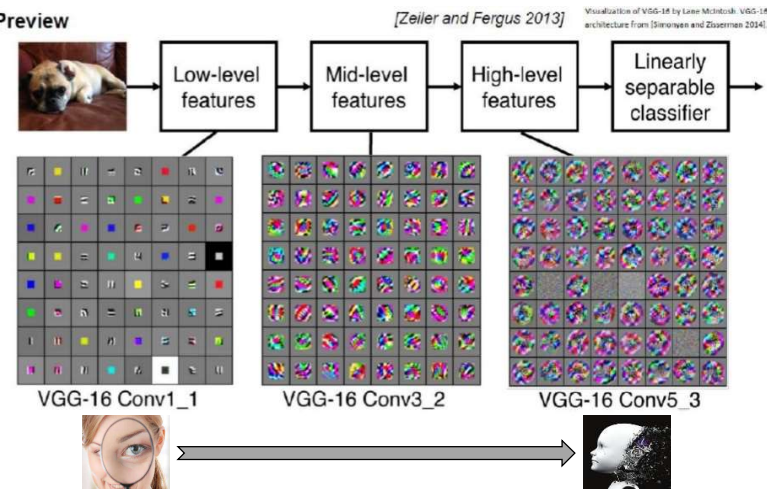 Preview
[Zeiler and Fergus 2013]
Visualization of VGG-16 by Lane McIntosh. VGG-16
architecture from [Simonyan and Zisserman 2014].
Low-level
features
Mid-level
features
High-level
features
Linearly
separable
classifier
VGG-16 Conv1_1
VGG-16 Conv3_2
VGG-16 Conv5_3